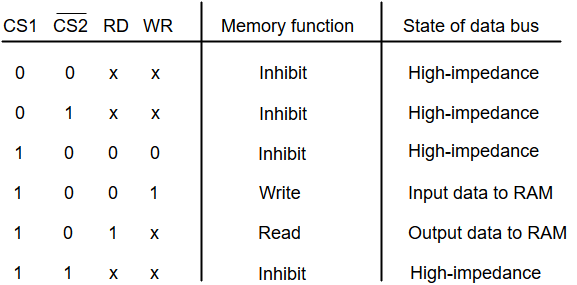 CS1 CS2 RD WR Memory function State of data bus
0 0 x x Inhibit High-impedance
0 1 x x Inhibit High-impedance
1 0 0 0 Inhibit High-impedance
1 0 0 1 Write Input data to RAM
1 0 1 x Read Output data to RAM
1 1 x x Inhibit High-impedance